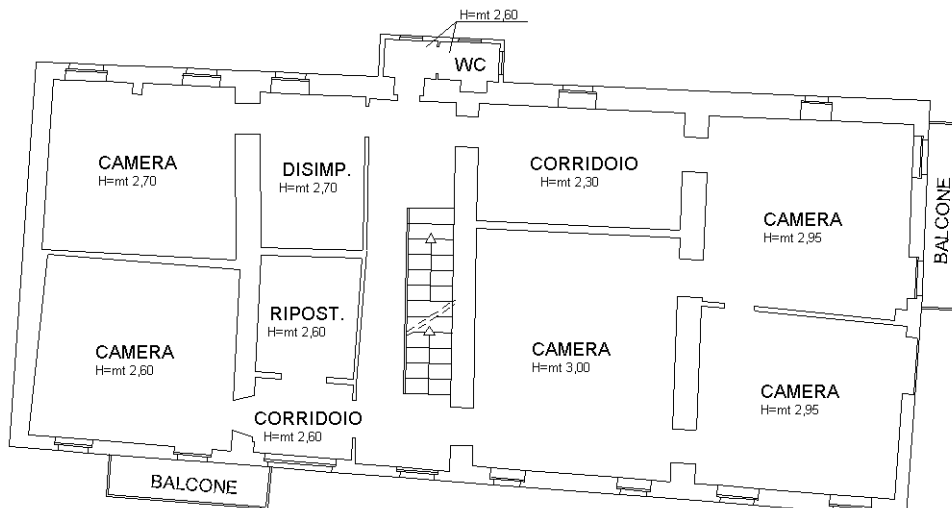 H=mt 2,60
WC
CAMERA
H=mt 2,70
DISIMP.
H=mt 2,70
CORRIDOIO
H=mt 2,30
CAMERA
H=mt 2,95
BALCONE
RIPOST.
H=mt 2,60
CAMERA
H=mt 2,60
CAMERA
H=mt 3,00
CAMERA
H=mt 2,95
CORRIDOIO
H=mt 2,60
BALCONE